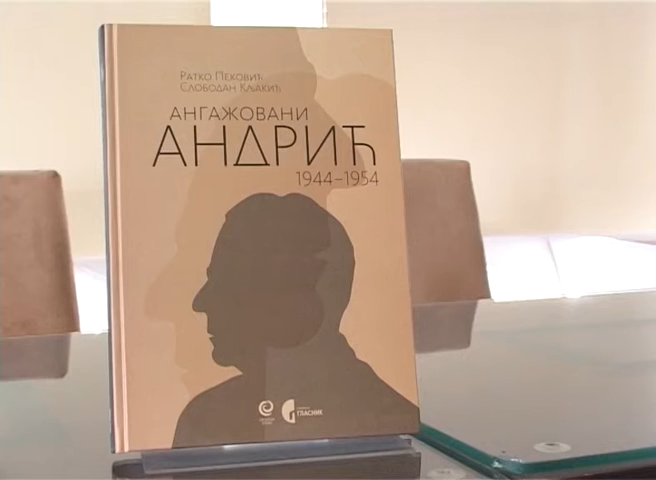 Ратко Пековић
Слободан Кљакић
АНГАЖОВАНИ
АНДРИЋ
1944–1954
ГЛАСНИК